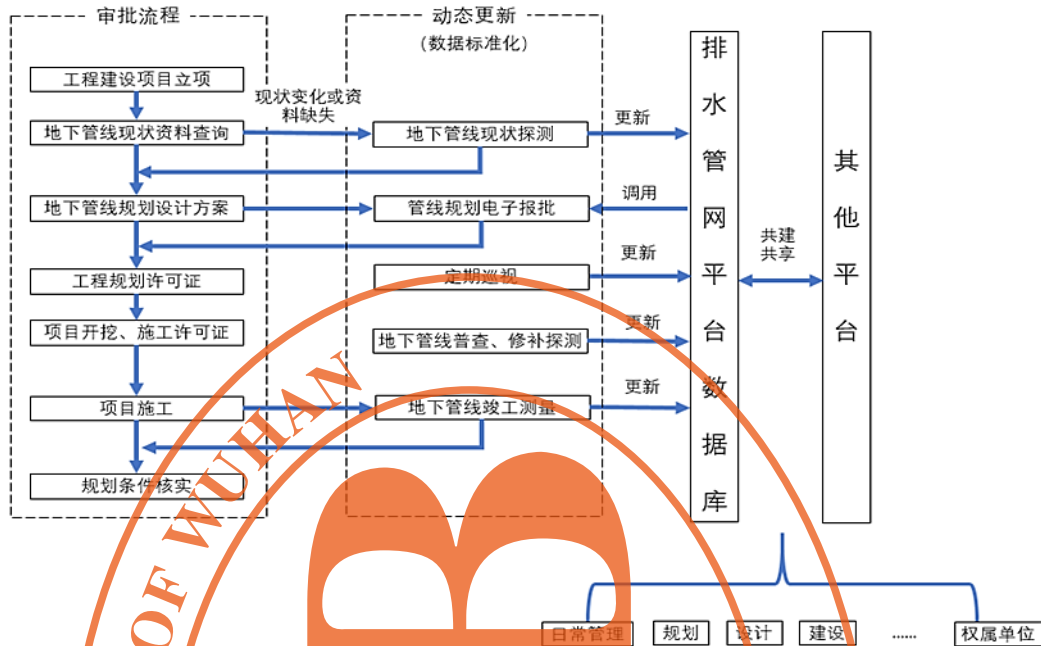 审批流程
动态更新
(数据标准化)
工程建设项目立项
现状变化或资
料缺失
地下管线现状资料查询
地下管线现状探测
更新
地下管线规划设计方案
管线规划电子报批
调用
工程规划许可证
定期巡视
更新
项目开挖、施工许可证
地下管线普查、修补探测
更新
项目施工
地下管线竣工测量
更新
规划条件核实
排水管网平台数据库
共建
共享
其他平台
日常管理
规划
设计
建设
......
权属单位
OF WUHAN
B